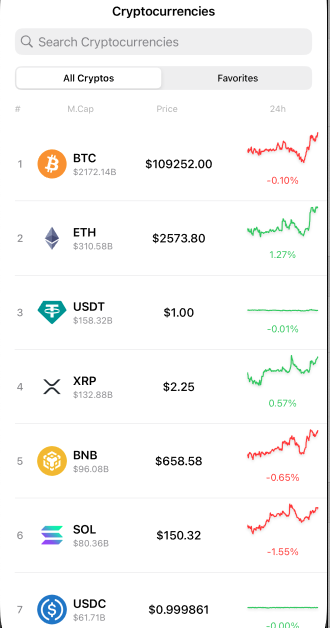 Cryptocurrencies
Search Cryptocurrencies
All Cryptos Favorites
# M.Cap Price 24h
1 BTC $109252.00
$2172.14B
-0.10%
2 ETH $2573.80
$310.58B
1.27%
3 USDT $1.00
$158.32B
-0.01%
4 XRP $2.25
$132.88B
0.57%
5 BNB $658.58
$96.08B
-0.65%
6 SOL $150.32
$80.36B
-1.55%
7 USDC $0.999861
$61.71B
-0.00%